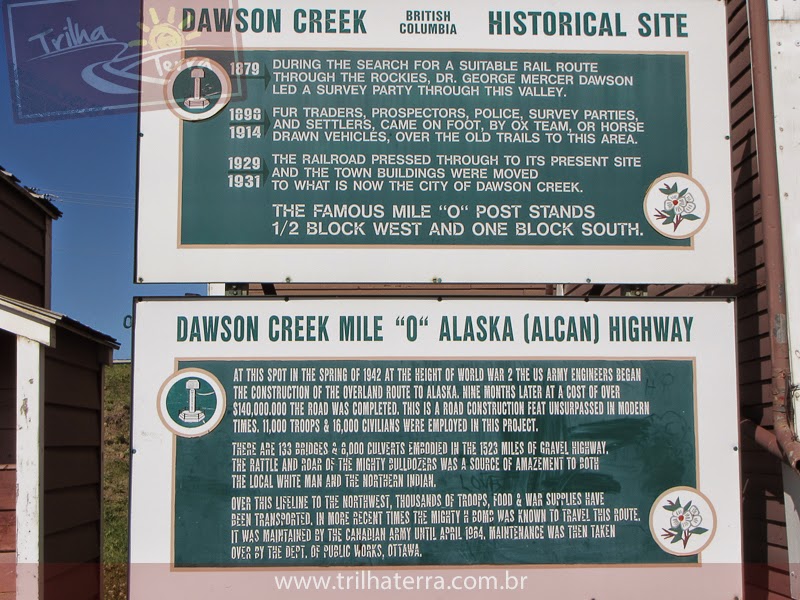 Trilha
Terra
DAWSON CREEK BRITISH COLUMBIA HISTORICAL SITE
1879 DURING THE SEARCH FOR A SUITABLE RAIL ROUTE
THROUGH THE ROCKIES, DR. GEORGE MERCER DAWSON
LED A SURVEY PARTY THROUGH THIS VALLEY.
1898 FUR TRADERS, PROSPECTORS, POLICE, SURVEY PARTIES,
AND SETTLERS, CAME ON FOOT, BY OX TEAM, OR HORSE
1914 DRAWN VEHICLES, OVER THE OLD TRAILS TO THIS AREA.
1929 THE RAILROAD PRESSED THROUGH TO ITS PRESENT SITE
AND THE TOWN BUILDINGS WERE MOVED
1931 TO WHAT IS NOW THE CITY OF DAWSON CREEK.
THE FAMOUS MILE "O" POST STANDS
1/2 BLOCK WEST AND ONE BLOCK SOUTH.
DAWSON CREEK MILE "O" ALASKA (ALCAN) HIGHWAY
AT THIS SPOT IN THE SPRING OF 1942 AT THE HEIGHT OF WORLD WAR 2 THE US ARMY ENGINEERS BEGAN
THE CONSTRUCTION OF THE OVERLAND ROUTE TO ALASKA. NINE MONTHS LATER AT A COST OF OVER
$140,000.000 THE ROAD WAS COMPLETED. THIS IS A ROAD CONSTRUCTION FEAT UNSURPASSED IN MODERN
TIMES. 11,000 TROOPS & 16,000 CIVILIANS WERE EMPLOYED IN THIS PROJECT.
THERE ARE 133 BRIDGES & 8,000 CULVERTS EMBODIED IN THE 1523 MILES OF GRAVEL HIGHWAY.
THE RATTLE AND ROAR OF THE MIGHTY BULLDOZERS WAS A SOURCE OF AMAZEMENT TO BOTH
THE LOCAL WHITE MAN AND THE NORTHERN INDIAN.
OVER THIS LIFELINE TO THE NORTHWEST, THOUSANDS OF TROOPS, FOOD & WAR SUPPLIES HAVE
BEEN TRANSPORTED. IN MORE RECENT TIMES THE MIGHTY H BOMB WAS KNOWN TO TRAVEL THIS ROUTE.
IT WAS MAINTAINED BY THE CANADIAN ARMY UNTIL APRIL 1964. MAINTENANCE WAS THEN TAKEN
OVER BY THE DEPT. OF PUBLIC WORKS, OTTAWA.
www.trilhaterra.com.br